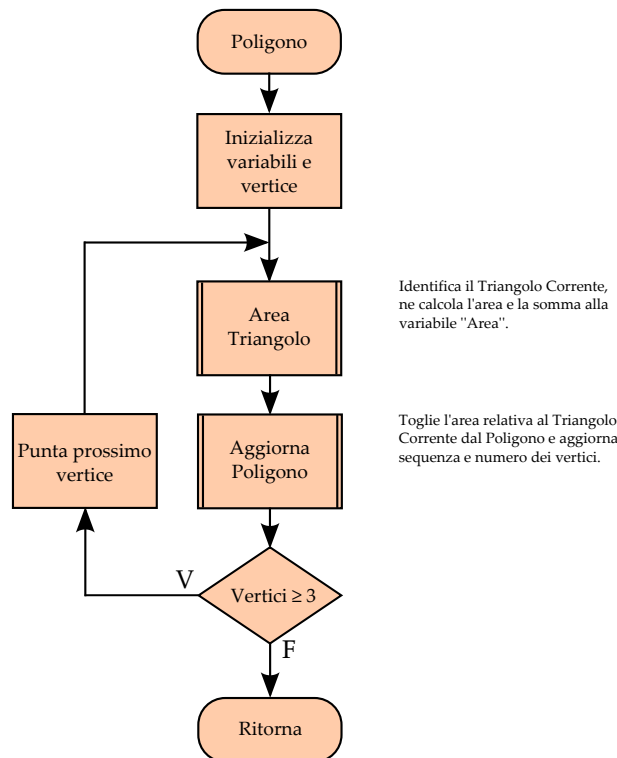 Poligono
Inizializza
variabili e
vertice
Area
Triangolo
Identifica il Triangolo Corrente,
ne calcola l'area e la somma alla
variabile "Area".
Aggiorna
Poligono
Toglie l'area relativa al Triangolo
Corrente dal Poligono e aggiorna
sequenza e numero dei vertici.
Punta prossimo
vertice
Vertici ≥ 3
V
F
Ritorna